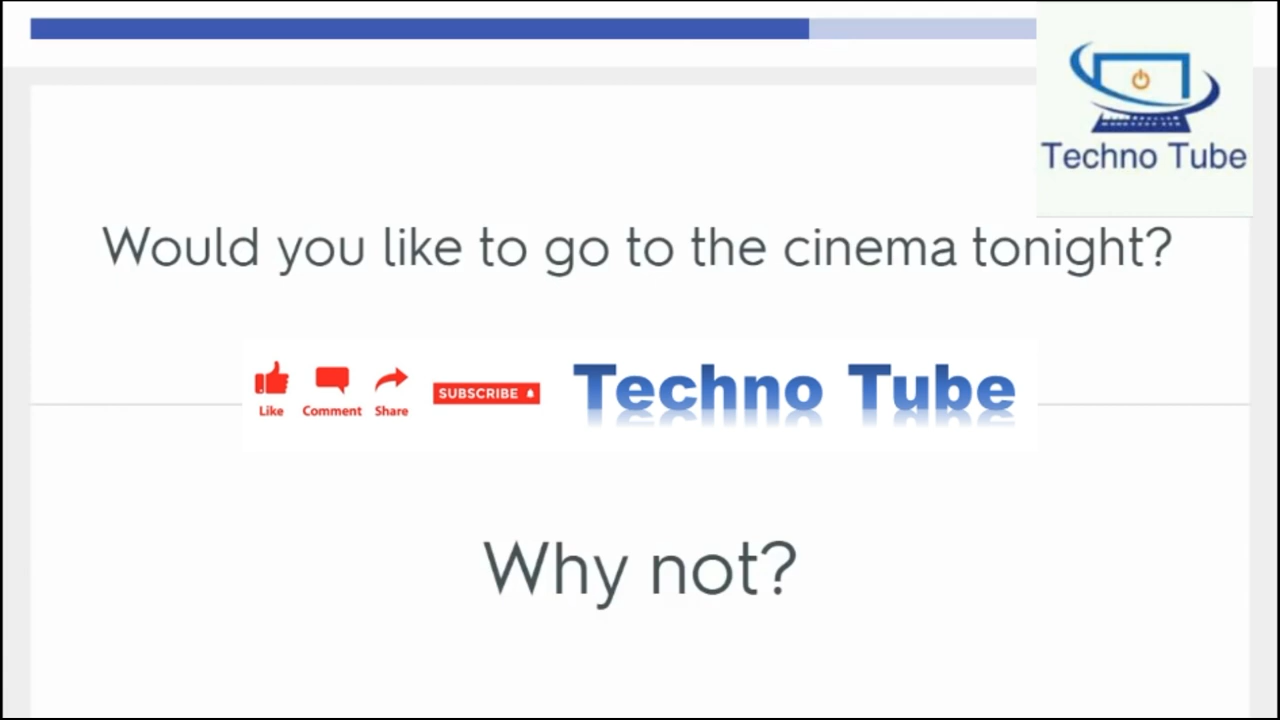 Techno Tube
Would you like to go to the cinema tonight?
Like Comment Share SUBSCRIBE Techno Tube
Why not?